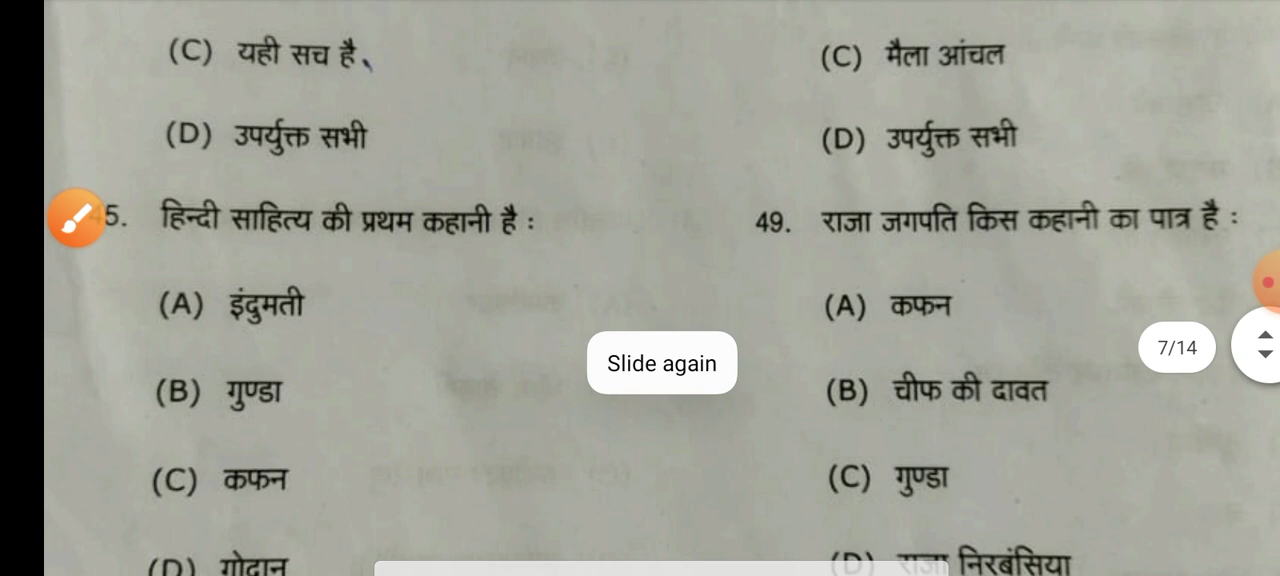 (C) यही सच है
(D) उपर्युक्त सभी
45. हिन्दी साहित्य की प्रथम कहानी है :
(A) इंदुमती
(B) गुण्डा
(C) कफन
(D) गोदान
(C) मैला आंचल
(D) उपर्युक्त सभी
49. राजा जगपति किस कहानी का पात्र है :
(A) कफन
(B) चीफ की दावत
(C) गुण्डा
(D) राजा निरबंसिया
Slide again
7/14